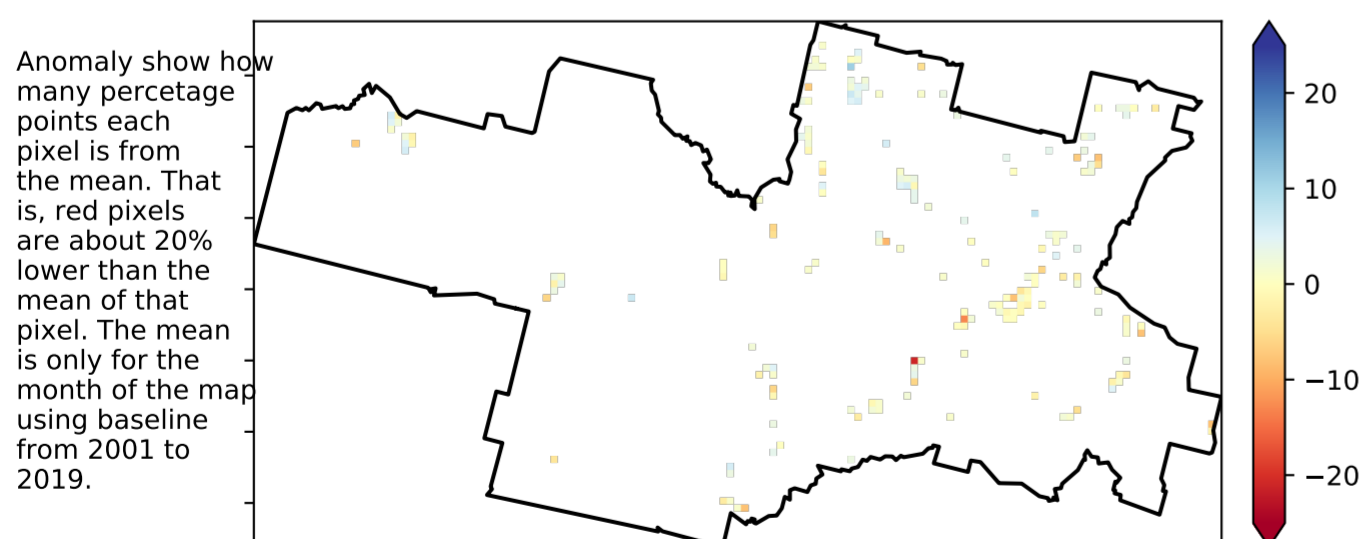 Anomaly show how
many percetage
points each
pixel is from
the mean. That
is, red pixels
are about 20%
lower than the
mean of that
pixel. The mean
is only for the
month of the map
using baseline
from 2001 to
2019.
20
10
0
−10
−20